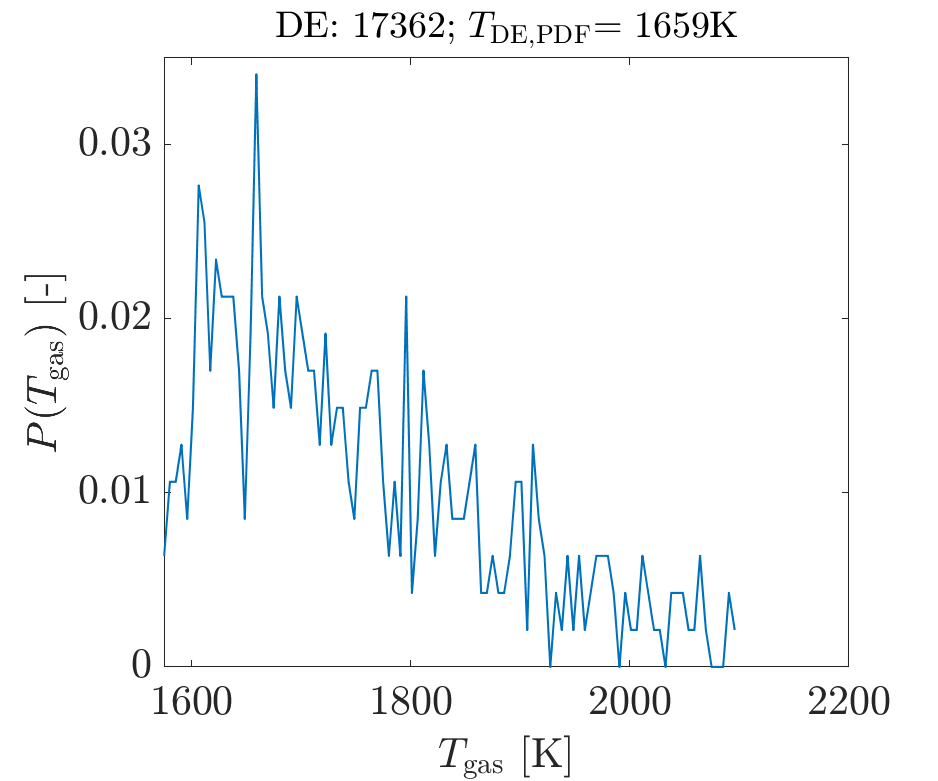 DE: 17362; T_DE,PDF= 1659K
0.03
0.02
0.01
0
P(T_gas) [-]
1600 1800 2000 2200
T_gas [K]